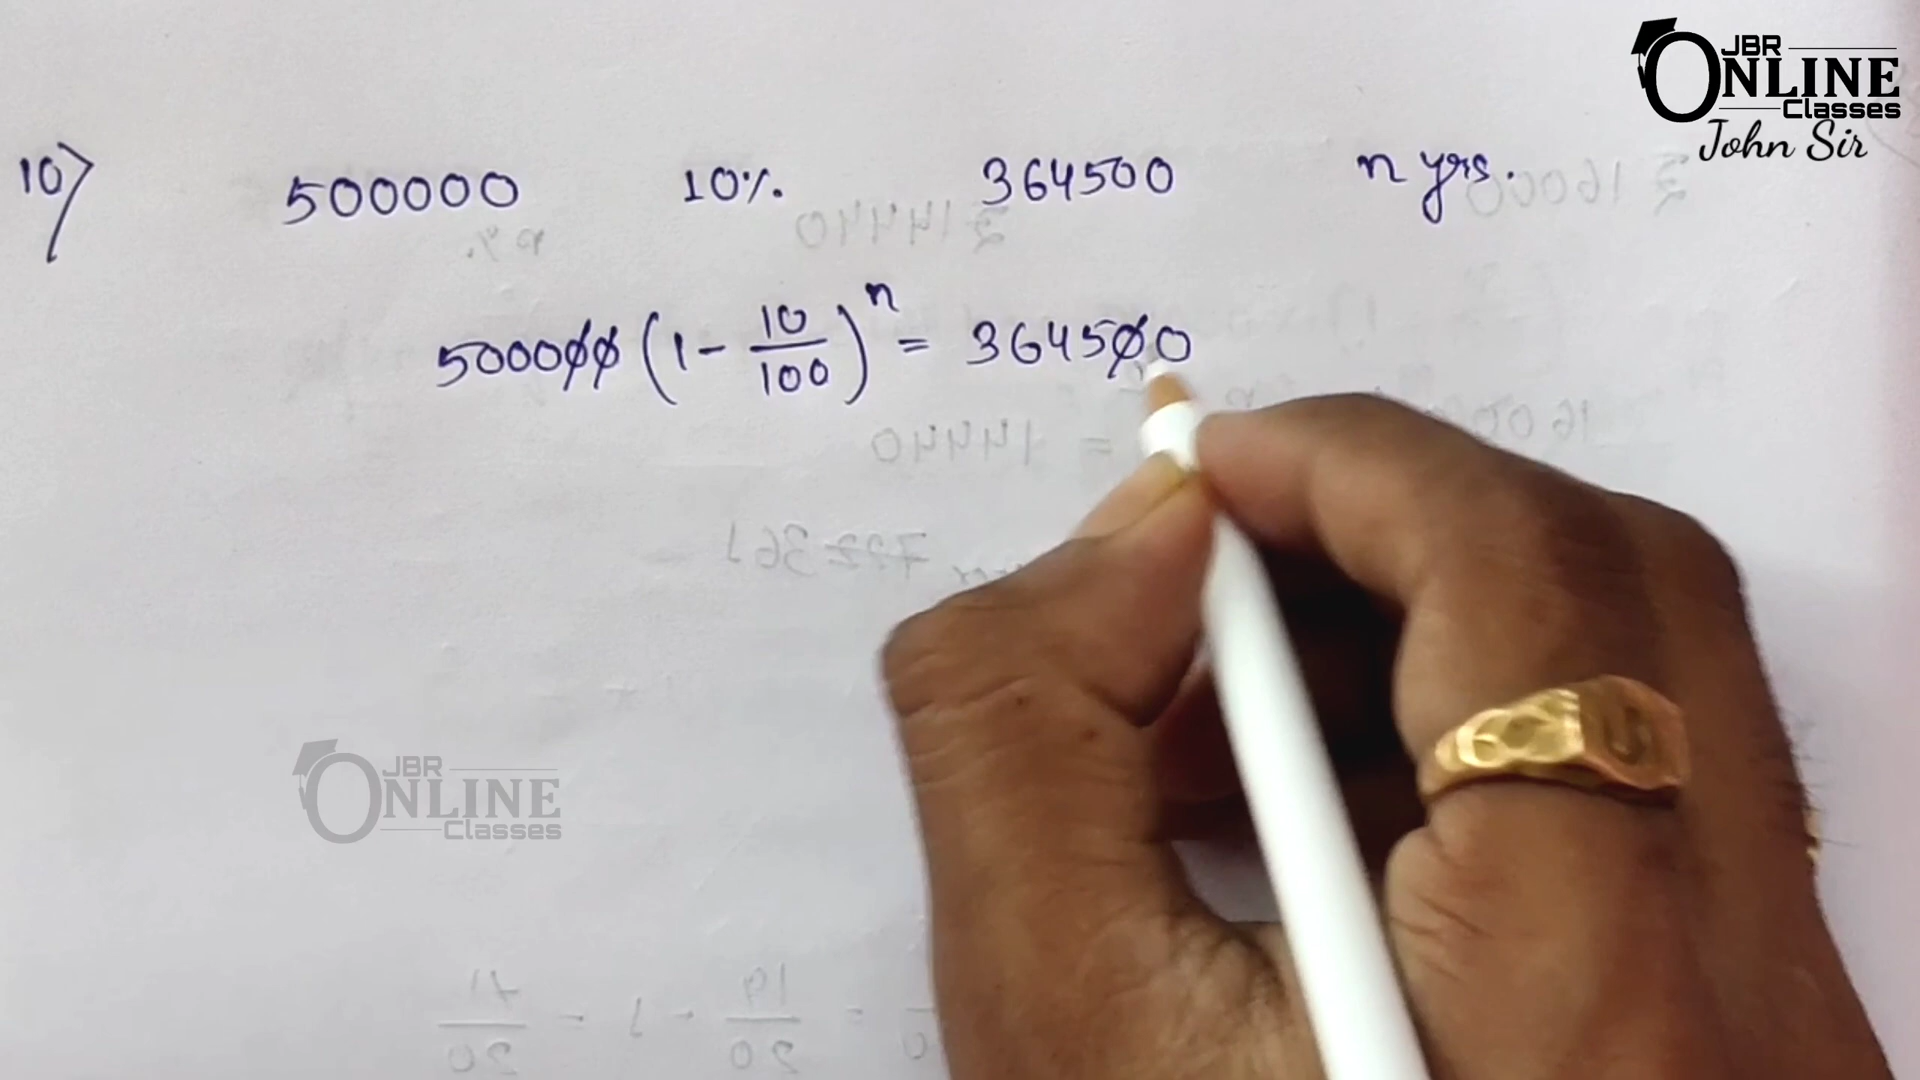 JBR
ONLINE
Classes
John Sir
10) 500000 10% 364500 n yrs.
500000 (1 - 10/100)^n = 364500
JBR
ONLINE
Classes